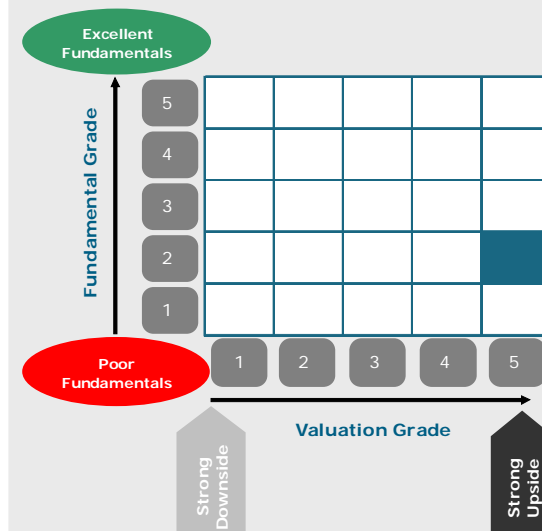 Excellent
Fundamentals
Fundamental Grade
5
4
3
2
1
Poor
Fundamentals
1 2 3 4 5
Valuation Grade
Strong
Downside
Strong
Upside